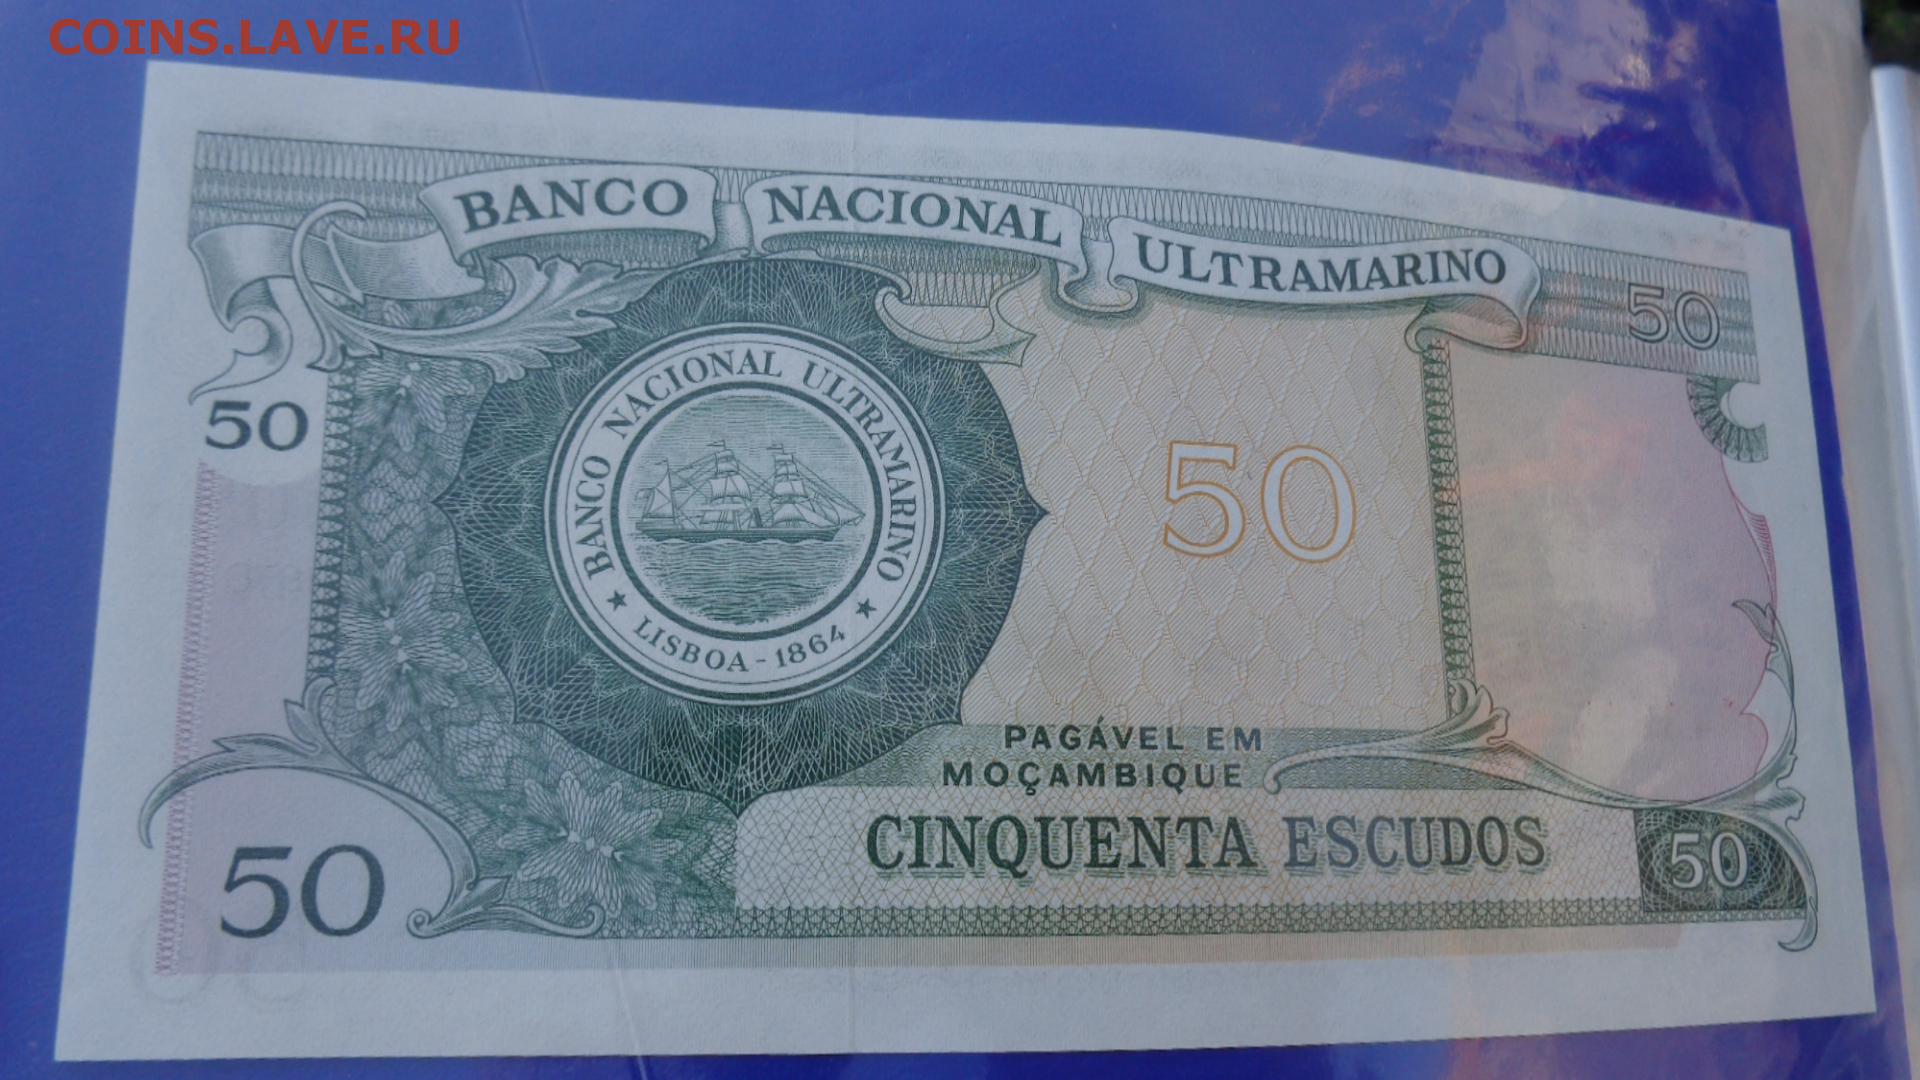 COINS.LAVE.RU
BANCO NACIONAL ULTRAMARINO
50
50
BANCO NACIONAL ULTRAMARINO
★ LISBOA - 1864 ★
50
PAGÁVEL EM
MOÇAMBIQUE
CINQUENTA ESCUDOS
50
50